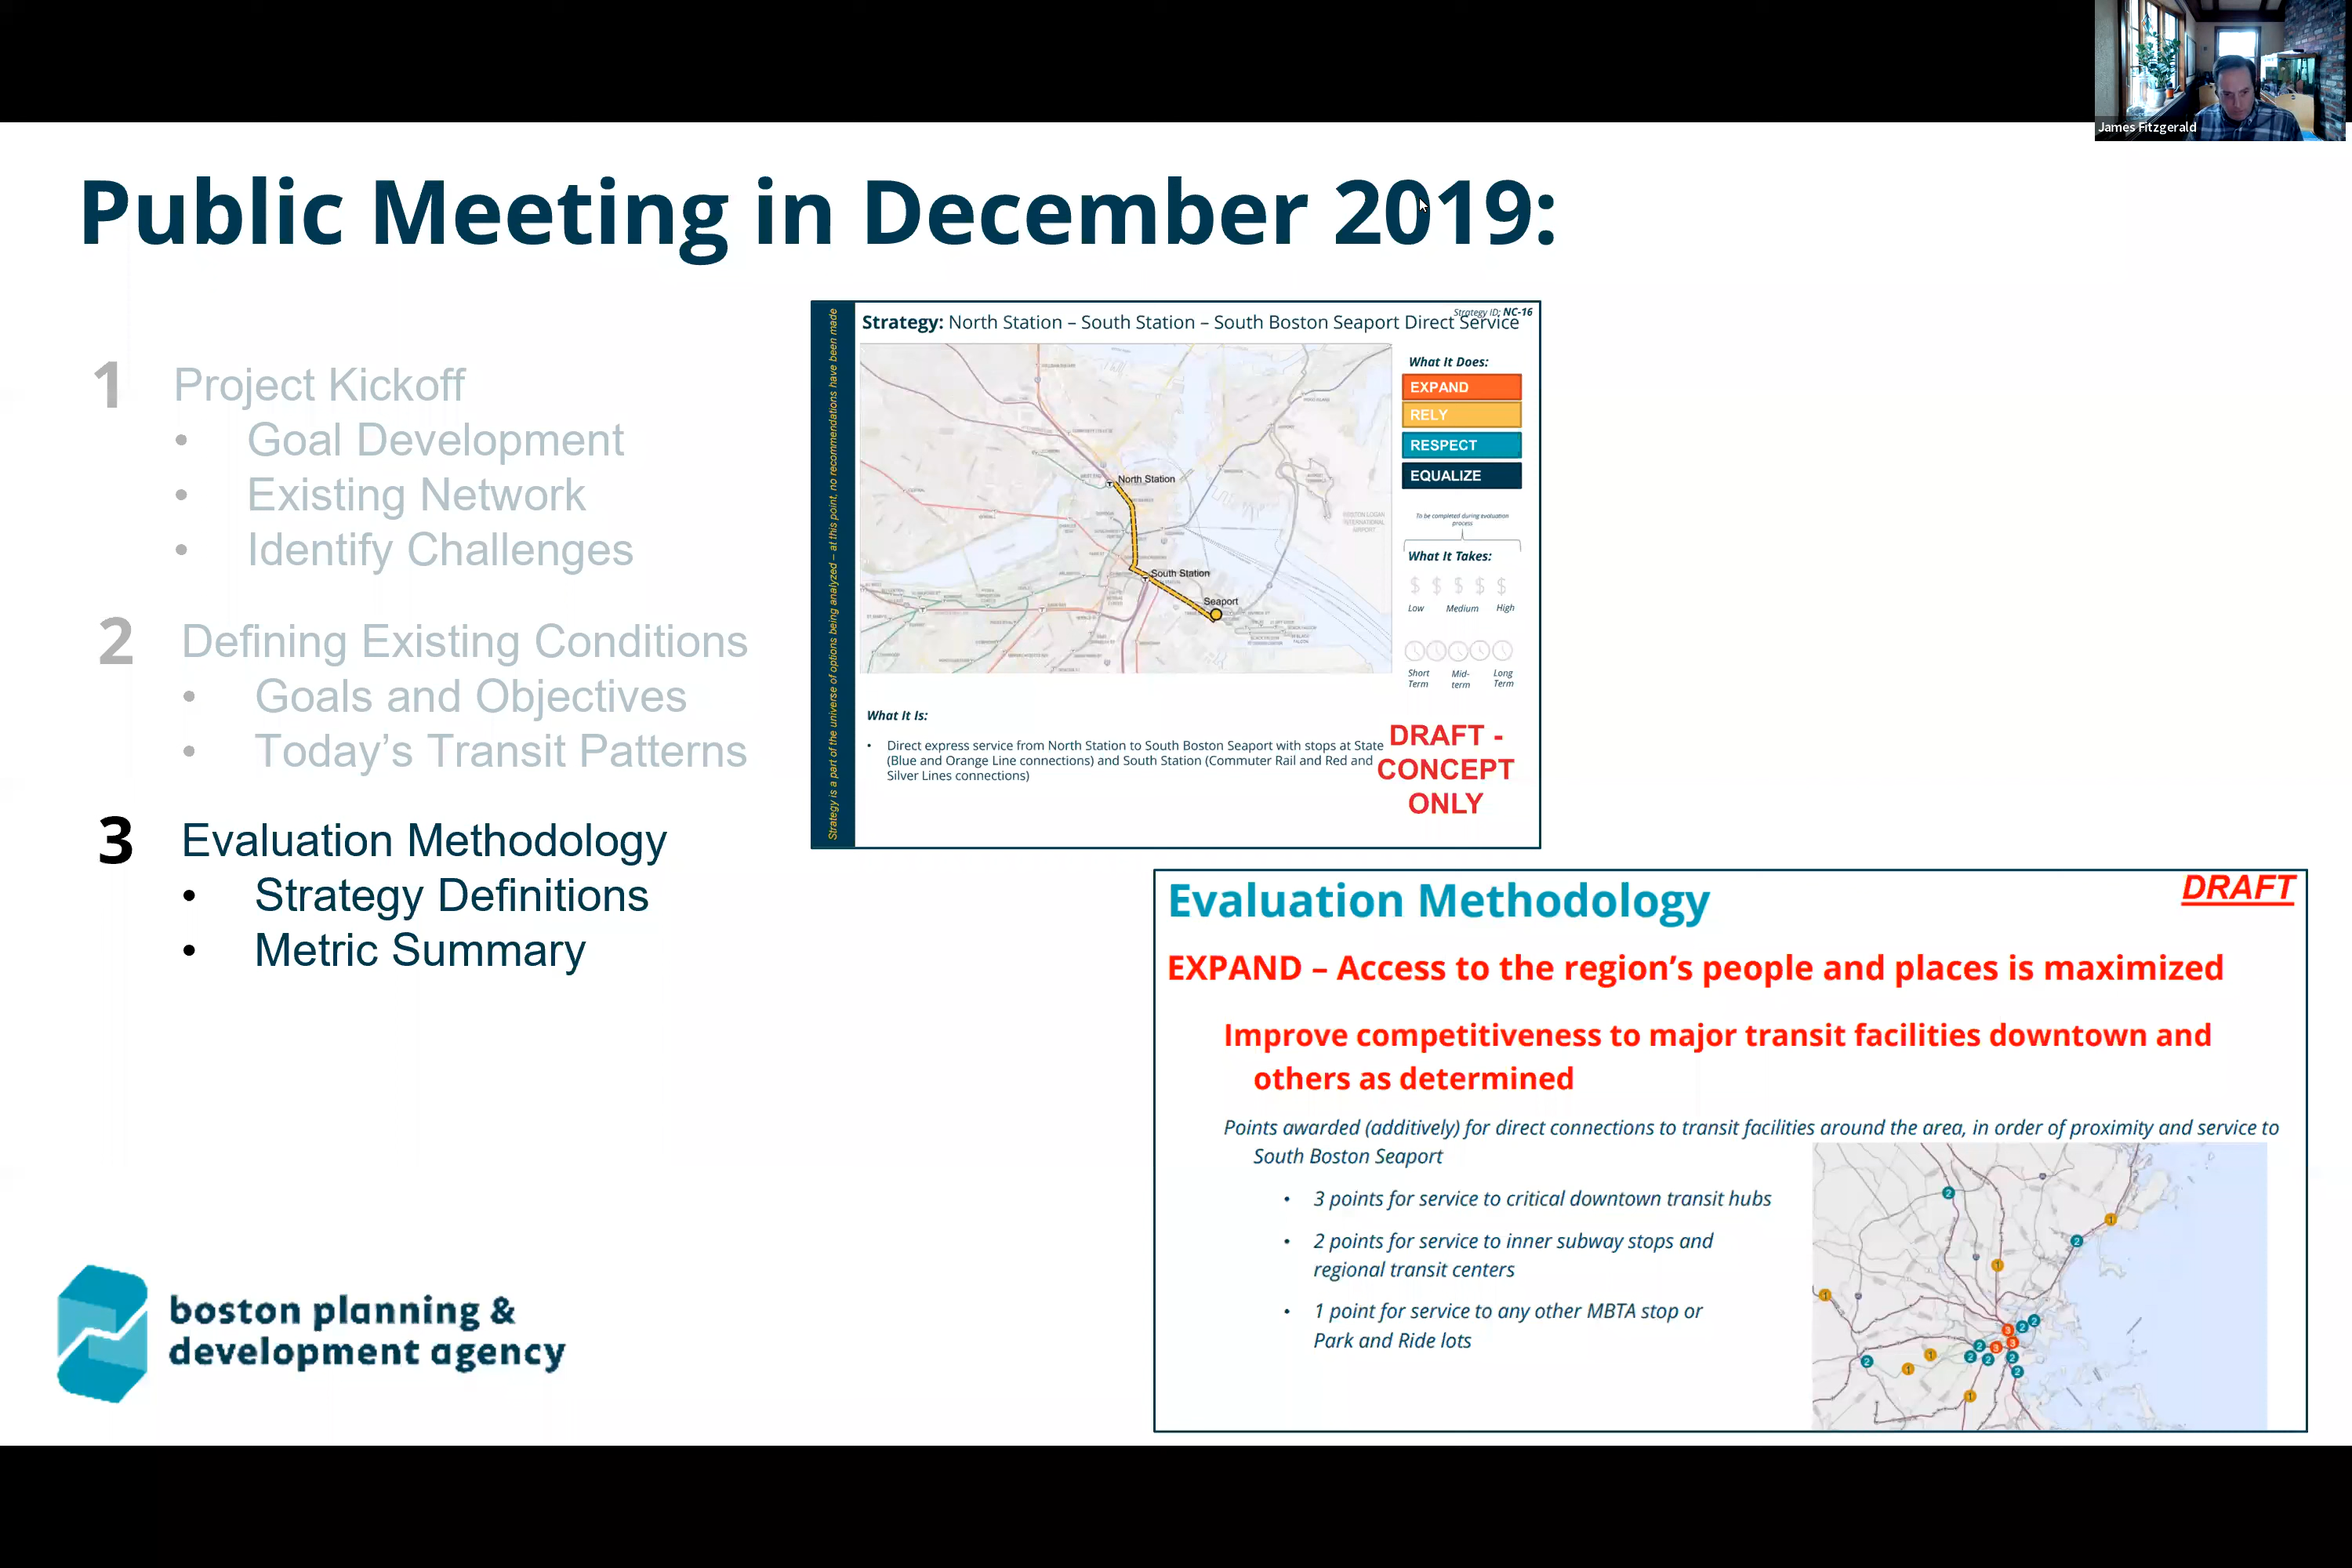 James Fitzgerald
Public Meeting in December 2019:
1 Project Kickoff
• Goal Development
• Existing Network
• Identify Challenges
2 Defining Existing Conditions
• Goals and Objectives
• Today's Transit Patterns
3 Evaluation Methodology
• Strategy Definitions
• Metric Summary
boston planning &
development agency
Strategy is a part of the universe of options being analyzed – at this point, no recommendations have been made
Strategy ID: NC-16
Strategy: North Station – South Station – South Boston Seaport Direct Service
North Station
South Station
Seaport
BOSTON LOGAN
INTERNATIONAL
AIRPORT
What It Does:
EXPAND
RELY
RESPECT
EQUALIZE
To be completed during evaluation
process
What It Takes:
$ $ $ $ $
Low Medium High
Short Mid- Long
Term term Term
What It Is:
• Direct express service from North Station to South Boston Seaport with stops at State
(Blue and Orange Line connections) and South Station (Commuter Rail and Red and
Silver Lines connections)
DRAFT -
CONCEPT
ONLY
Evaluation Methodology
DRAFT
EXPAND – Access to the region's people and places is maximized
Improve competitiveness to major transit facilities downtown and
others as determined
Points awarded (additively) for direct connections to transit facilities around the area, in order of proximity and service to
South Boston Seaport
• 3 points for service to critical downtown transit hubs
• 2 points for service to inner subway stops and
regional transit centers
• 1 point for service to any other MBTA stop or
Park and Ride lots